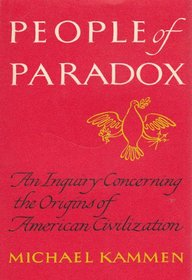 PEOPLE of
PARADOX
An Inquiry Concerning
the Origins of
American Civilization
MICHAEL KAMMEN